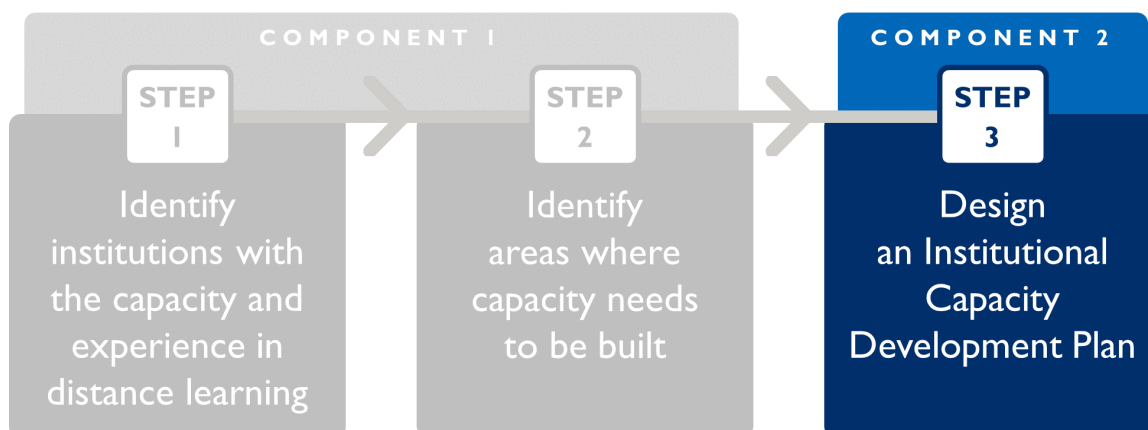 COMPONENT 1
STEP
1
Identify
institutions with
the capacity and
experience in
distance learning
STEP
2
Identify
areas where
capacity needs
to be built
COMPONENT 2
STEP
3
Design
an Institutional
Capacity
Development Plan